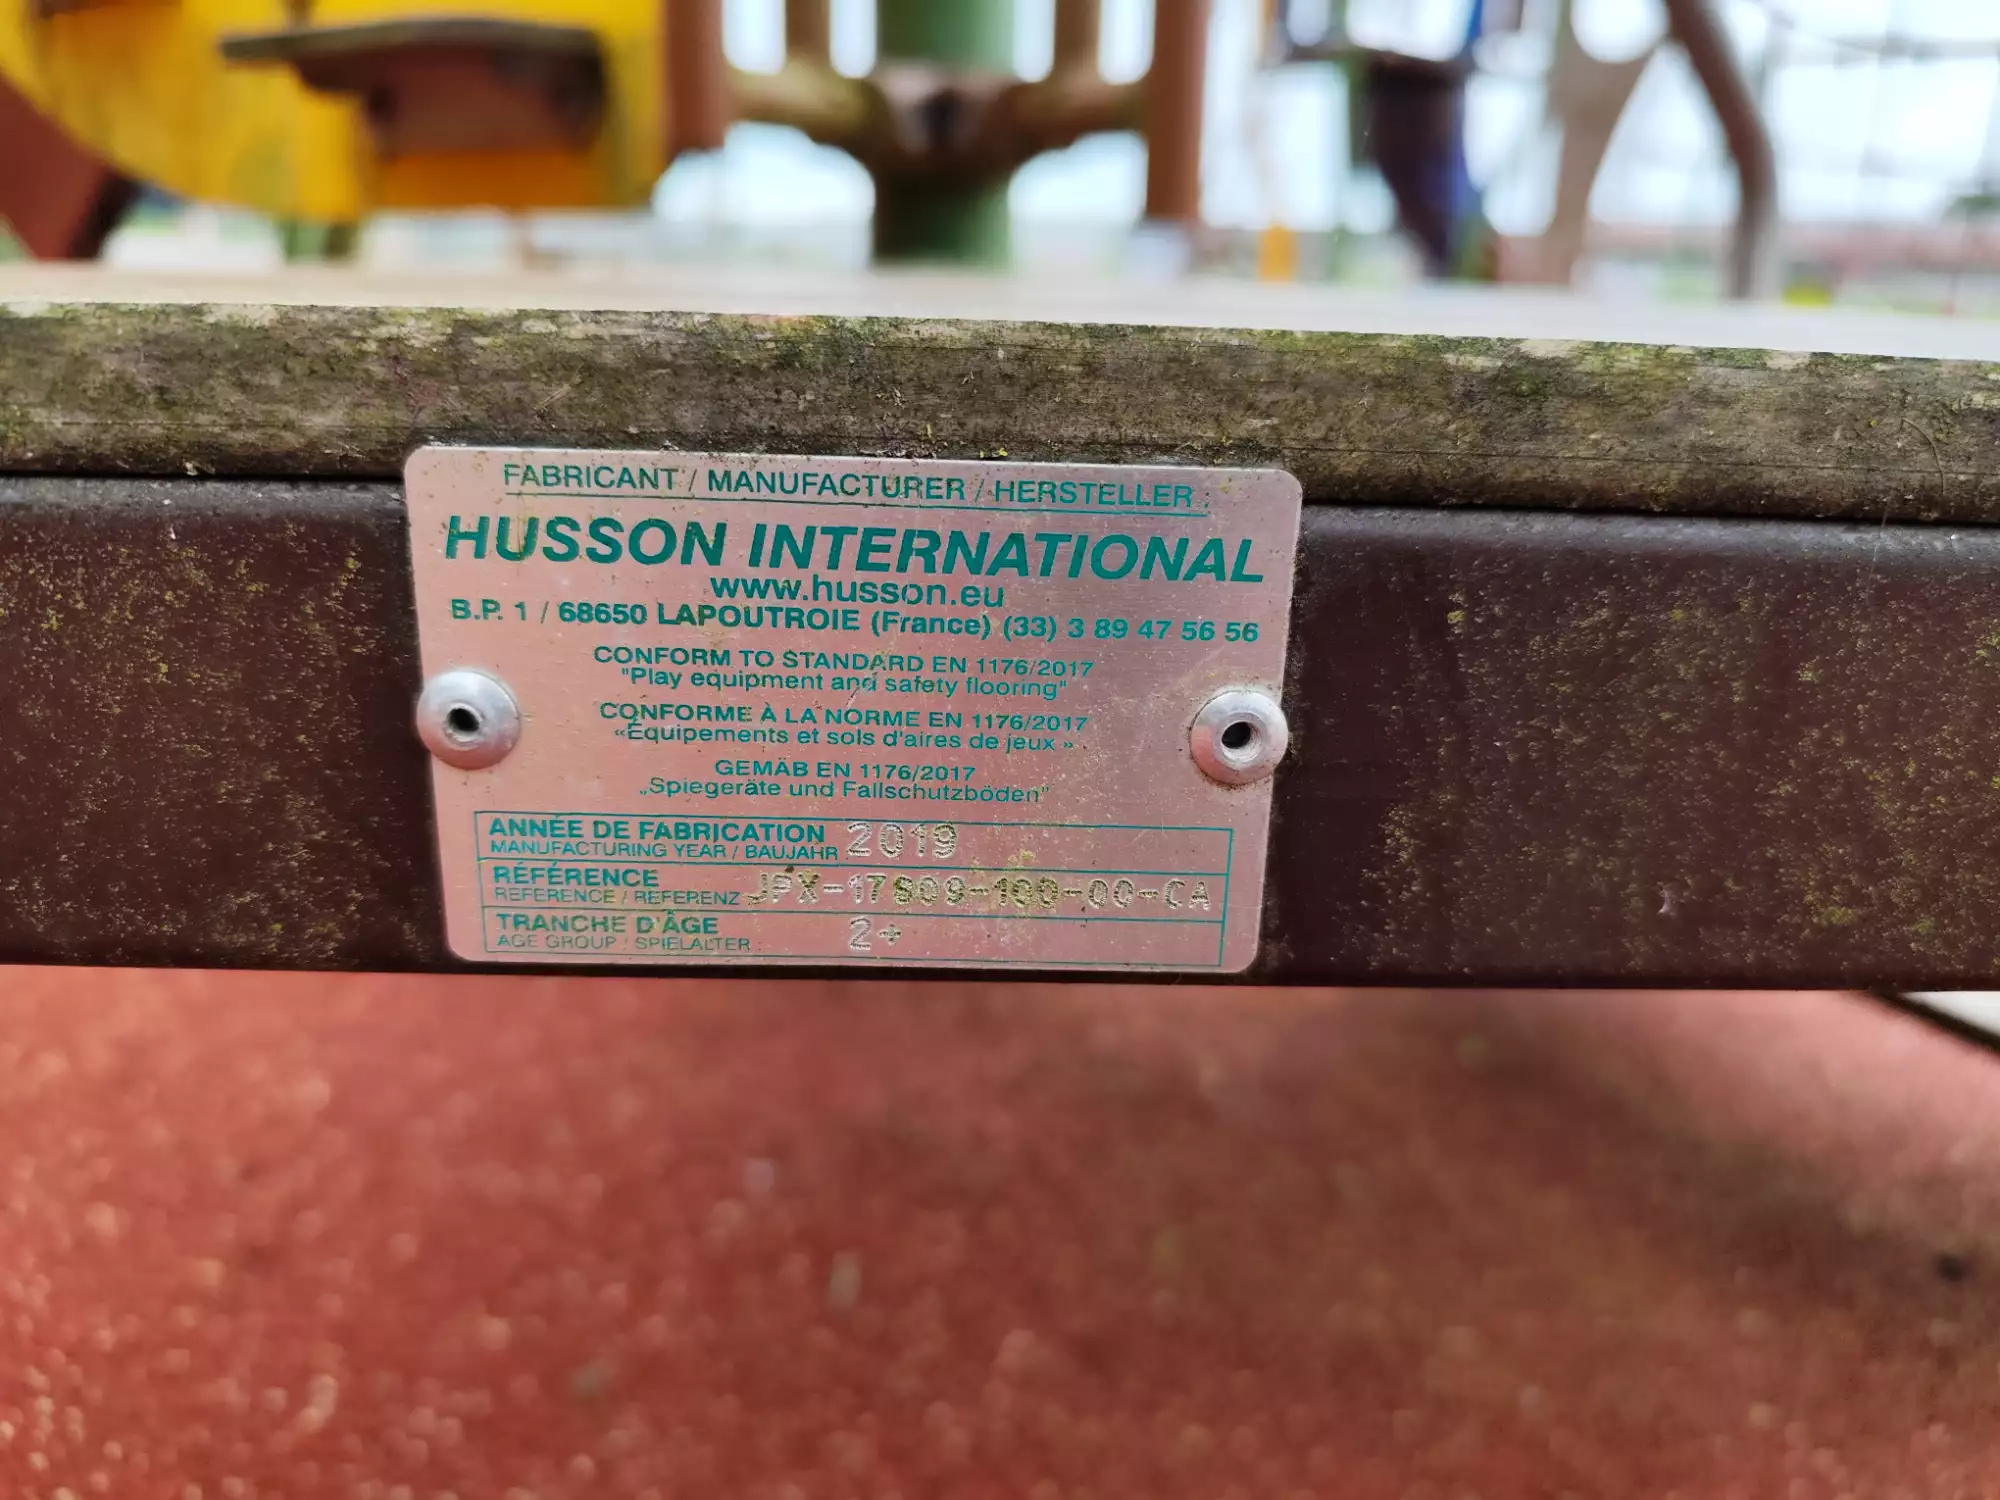 FABRICANT / MANUFACTURER / HERSTELLER :
HUSSON INTERNATIONAL
www.husson.eu
B.P. 1 / 68650 LAPOUTROIE (France) (33) 3 89 47 56 56
CONFORM TO STANDARD EN 1176/2017
"Play equipment and safety flooring"
CONFORME À LA NORME EN 1176/2017
«Équipements et sols d'aires de jeux »
GEMÄB EN 1176/2017
„Spiegeräte und Fallschutzböden"
ANNÉE DE FABRICATION 2019
MANUFACTURING YEAR / BAUJAHR :
RÉFÉRENCE JPX-17809-100-00-CA
REFERENCE / REFERENZ :
TRANCHE D'ÂGE 2+
AGE GROUP / SPIELALTER :